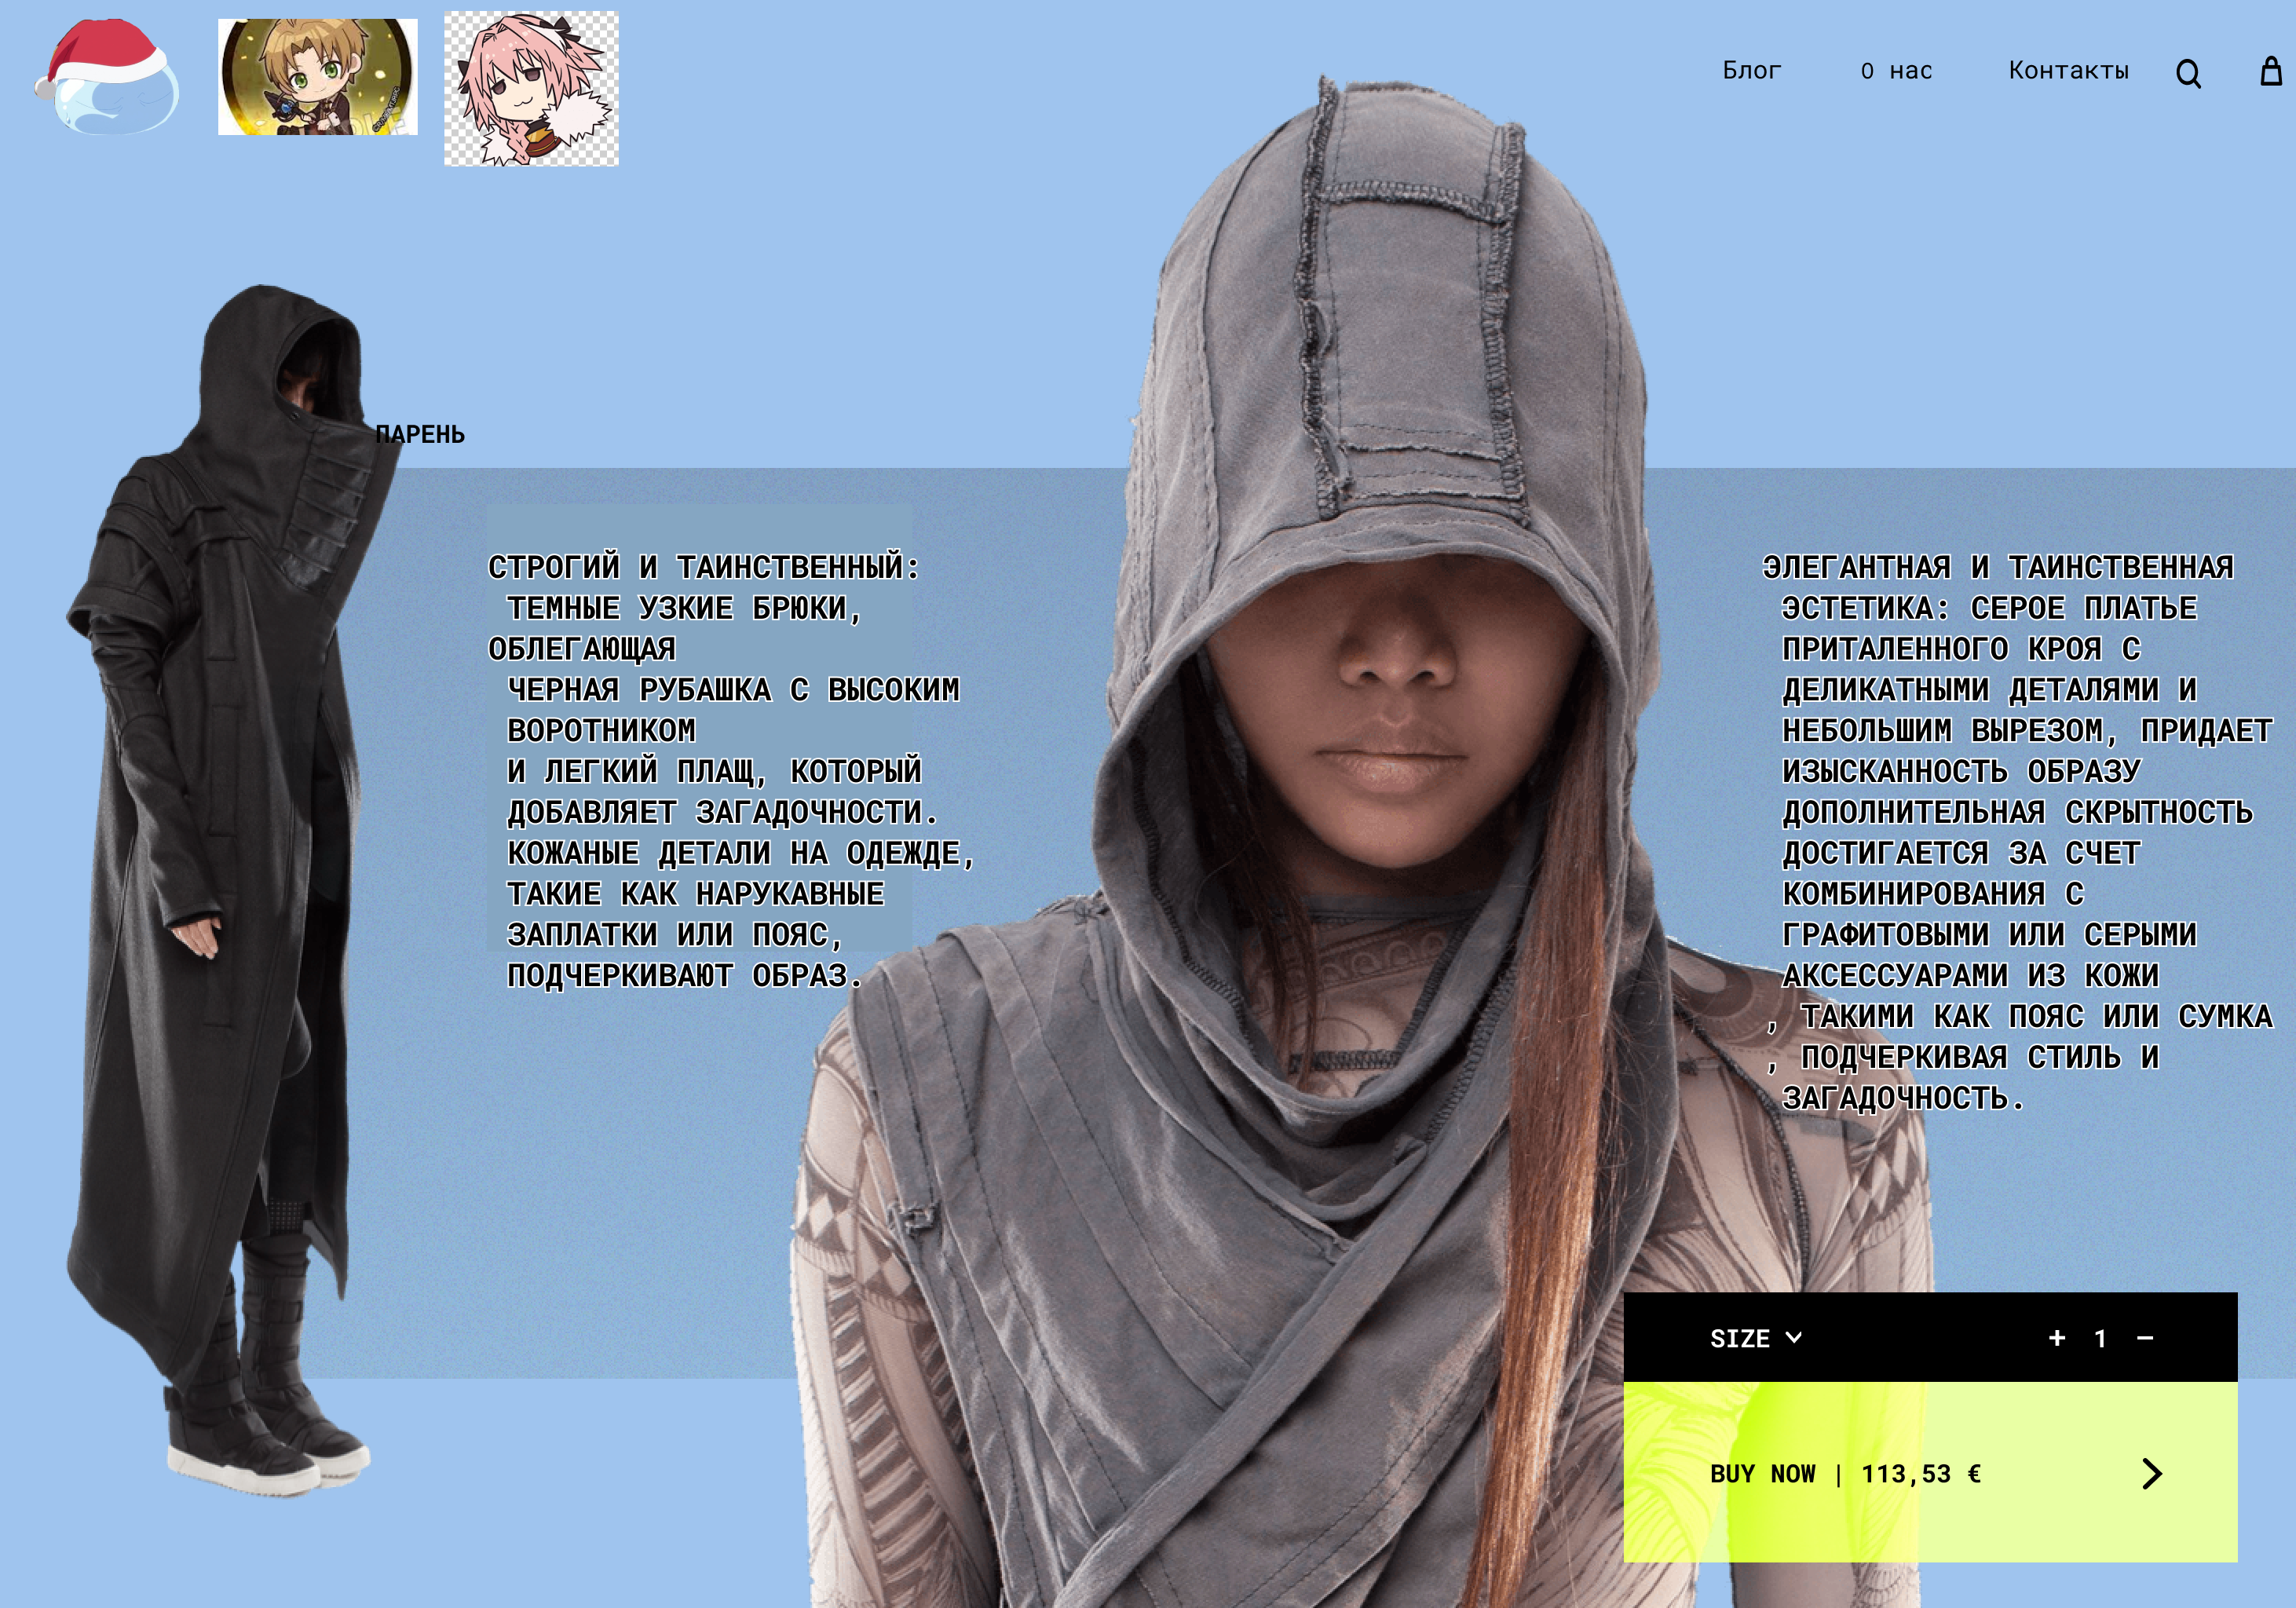 Блог
О нас
Контакты
ПАРЕНЬ
СТРОГИЙ И ТАИНСТВЕННЫЙ:
ТЕМНЫЕ УЗКИЕ БРЮКИ,
ОБЛЕГАЮЩАЯ
ЧЕРНАЯ РУБАШКА С ВЫСОКИМ
ВОРОТНИКОМ
И ЛЕГКИЙ ПЛАЩ, КОТОРЫЙ
ДОБАВЛЯЕТ ЗАГАДОЧНОСТИ.
КОЖАНЫЕ ДЕТАЛИ НА ОДЕЖДЕ,
ТАКИЕ КАК НАРУКАВНЫЕ
ЗАПЛАТКИ ИЛИ ПОЯС,
ПОДЧЕРКИВАЮТ ОБРАЗ.
ЭЛЕГАНТНАЯ И ТАИНСТВЕННАЯ
ЭСТЕТИКА: СЕРОЕ ПЛАТЬЕ
ПРИТАЛЕННОГО КРОЯ С
ДЕЛИКАТНЫМИ ДЕТАЛЯМИ И
НЕБОЛЬШИМ ВЫРЕЗОМ, ПРИДАЕТ
ИЗЫСКАННОСТЬ ОБРАЗУ
ДОПОЛНИТЕЛЬНАЯ СКРЫТНОСТЬ
ДОСТИГАЕТСЯ ЗА СЧЕТ
КОМБИНИРОВАНИЯ С
ГРАФИТОВЫМИ ИЛИ СЕРЫМИ
АКСЕССУАРАМИ ИЗ КОЖИ
, ТАКИМИ КАК ПОЯС ИЛИ СУМКА
, ПОДЧЕРКИВАЯ СТИЛЬ И
ЗАГАДОЧНОСТЬ.
SIZE
+ 1 −
BUY NOW | 113,53 €